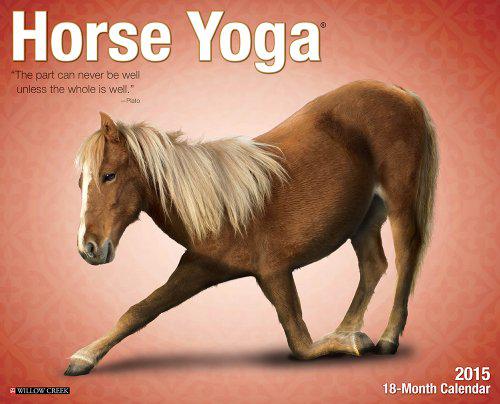 Horse Yoga®
"The part can never be well
unless the whole is well."
—Plato
2015
18-Month Calendar
WILLOW CREEK